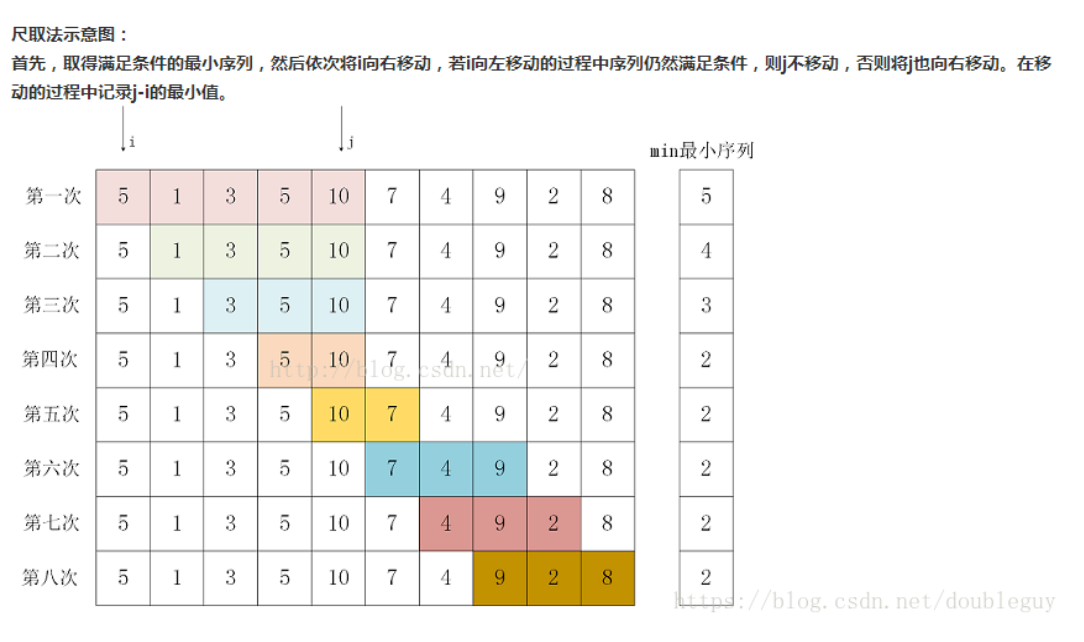 尺取法示意图：
首先，取得满足条件的最小序列，然后依次将i向右移动，若i向左移动的过程中序列仍然满足条件，则j不移动，否则将j也向右移动。在移
动的过程中记录j-i的最小值。
i j
min最小序列
第一次 5 1 3 5 10 7 4 9 2 8 5
第二次 5 1 3 5 10 7 4 9 2 8 4
第三次 5 1 3 5 10 7 4 9 2 8 3
第四次 5 1 3 5 10 7 4 9 2 8 2
http://blog.csdn.net/
第五次 5 1 3 5 10 7 4 9 2 8 2
第六次 5 1 3 5 10 7 4 9 2 8 2
第七次 5 1 3 5 10 7 4 9 2 8 2
第八次 5 1 3 5 10 7 4 9 2 8 2
https://blog.csdn.net/doubleguy